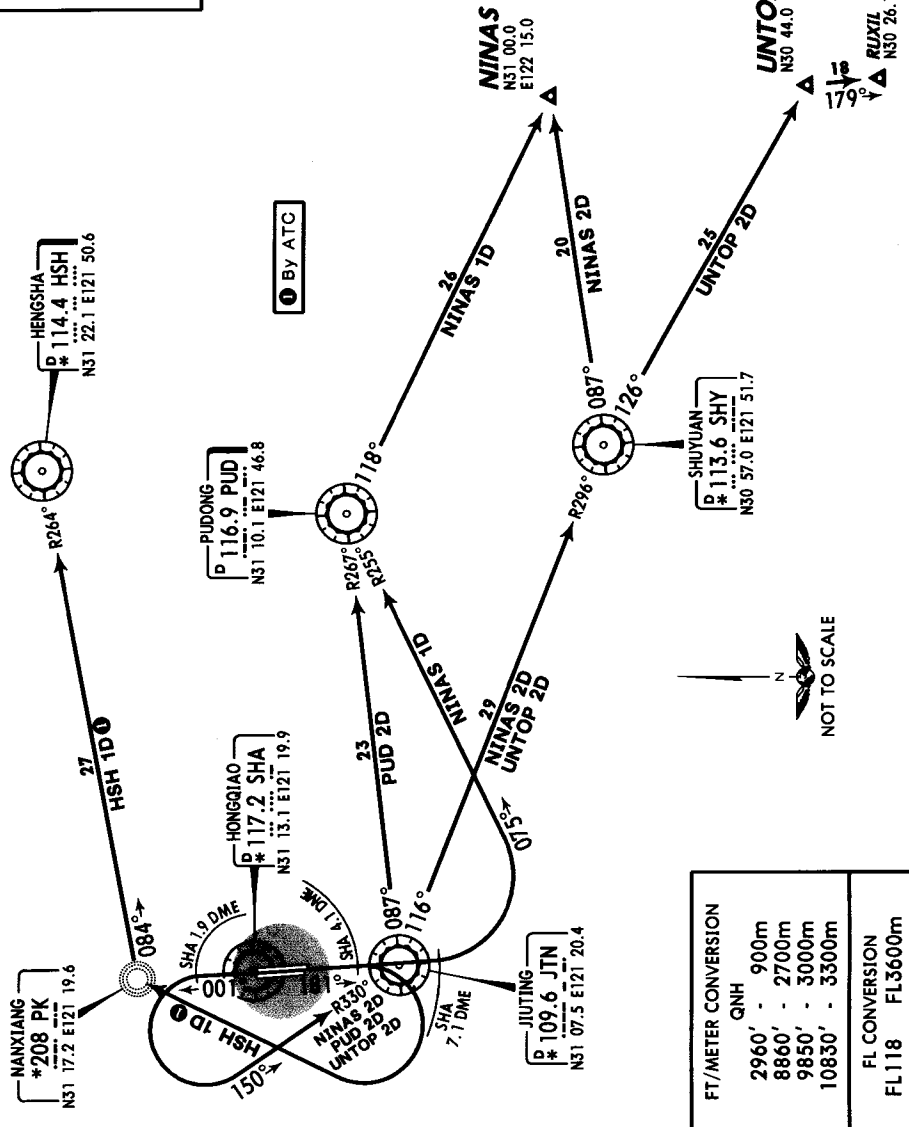 NINAS
N31 00.0
E122 15.0
N30 44.0
18
179°
RUXIL
HENGSHA
D
* 114.4 HSH
N31 22.1 E121 50.6
R264°
❶ By ATC
26
NINAS 1D
20
NINAS 2D
25
UNTOP 2D
PUDONG
D 116.9 PUD
N31 10.1 E121 46.8
118°
R267°
R255°
087°
126°
R296°
SHUYUAN
D
* 113.6 SHY
N30 57.0 E121 51.7
27
HSH 1D ❶
23
PUD 2D
NINAS 1D
29
NINAS 2D
UNTOP 2D
HONGQIAO
D
* 117.2 SHA
N31 13.1 E121 19.9
NANXIANG
*208 PK
N31 17.2 E121 19.6
084°
SHA 1.9 DME
SHA 4.1 DME
001°
181°
087°
116°
075°
HSH 1D ❶
150°
R330°
NINAS 2D
PUD 2D
UNTOP 2D
SHA
7.1 DME
JIUTING
D
* 109.6 JTN
N31 07.5 E121 20.4
N
NOT TO SCALE
FT/METER CONVERSION
QNH
2960' - 900m
8860' - 2700m
9850' - 3000m
10830' - 3300m
FL CONVERSION
FL118 FL3600m